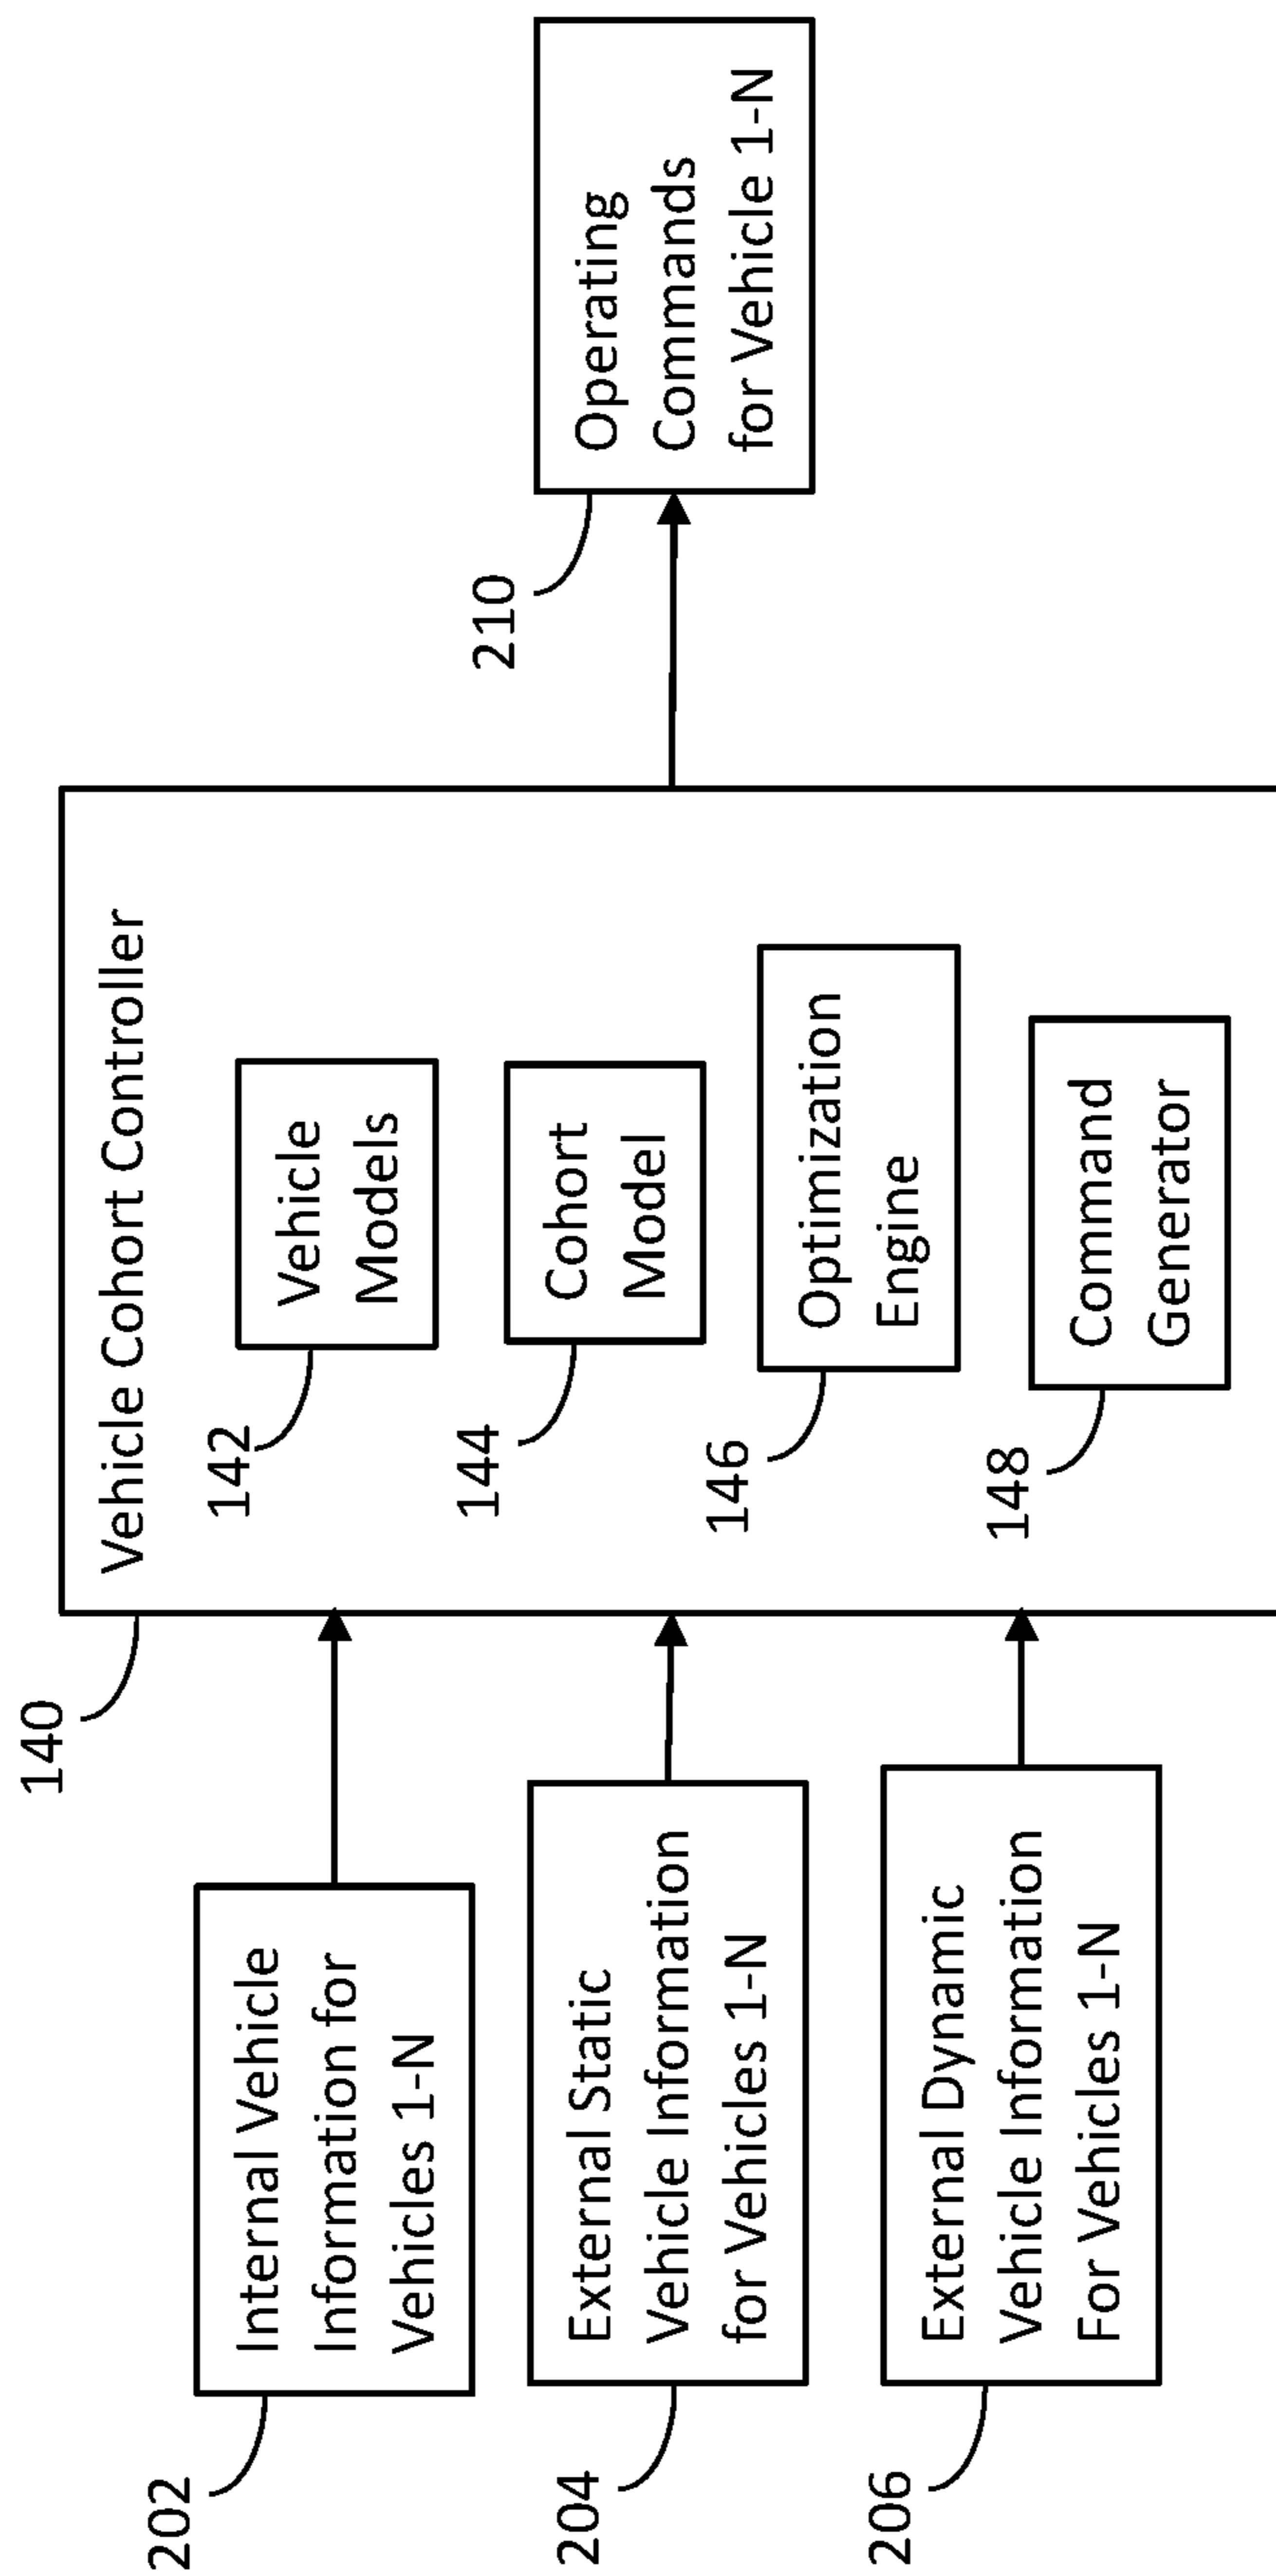 202
Internal Vehicle
Information for
Vehicles 1-N
204
External Static
Vehicle Information
for Vehicles 1-N
206
External Dynamic
Vehicle Information
For Vehicles 1-N
140
Vehicle Cohort Controller
142
Vehicle
Models
144
Cohort
Model
146
Optimization
Engine
148
Command
Generator
210
Operating
Commands
for Vehicle 1-N